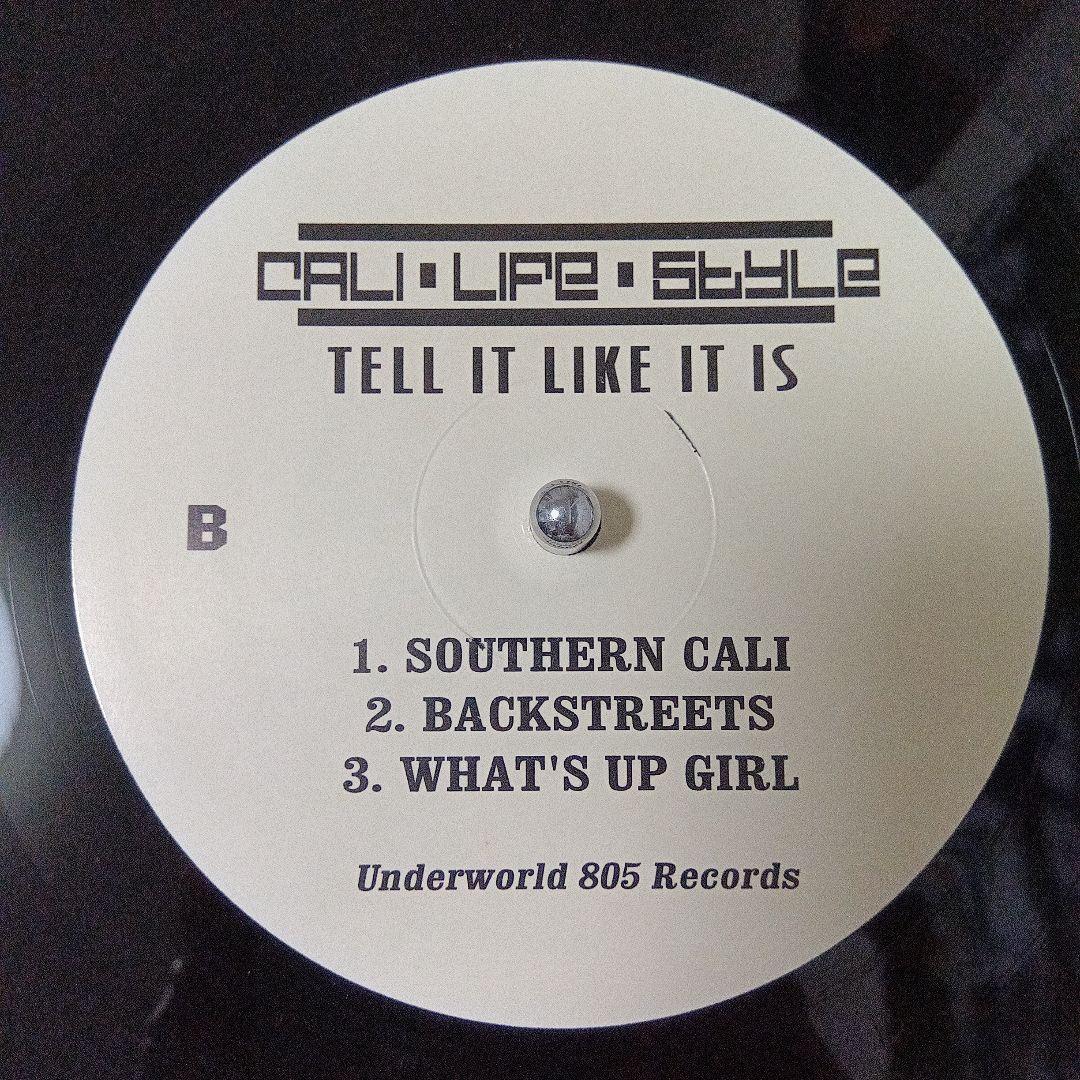 CALI · LIFE · STYLE
TELL IT LIKE IT IS
B
1. SOUTHERN CALI
2. BACKSTREETS
3. WHAT'S UP GIRL
Underworld 805 Records